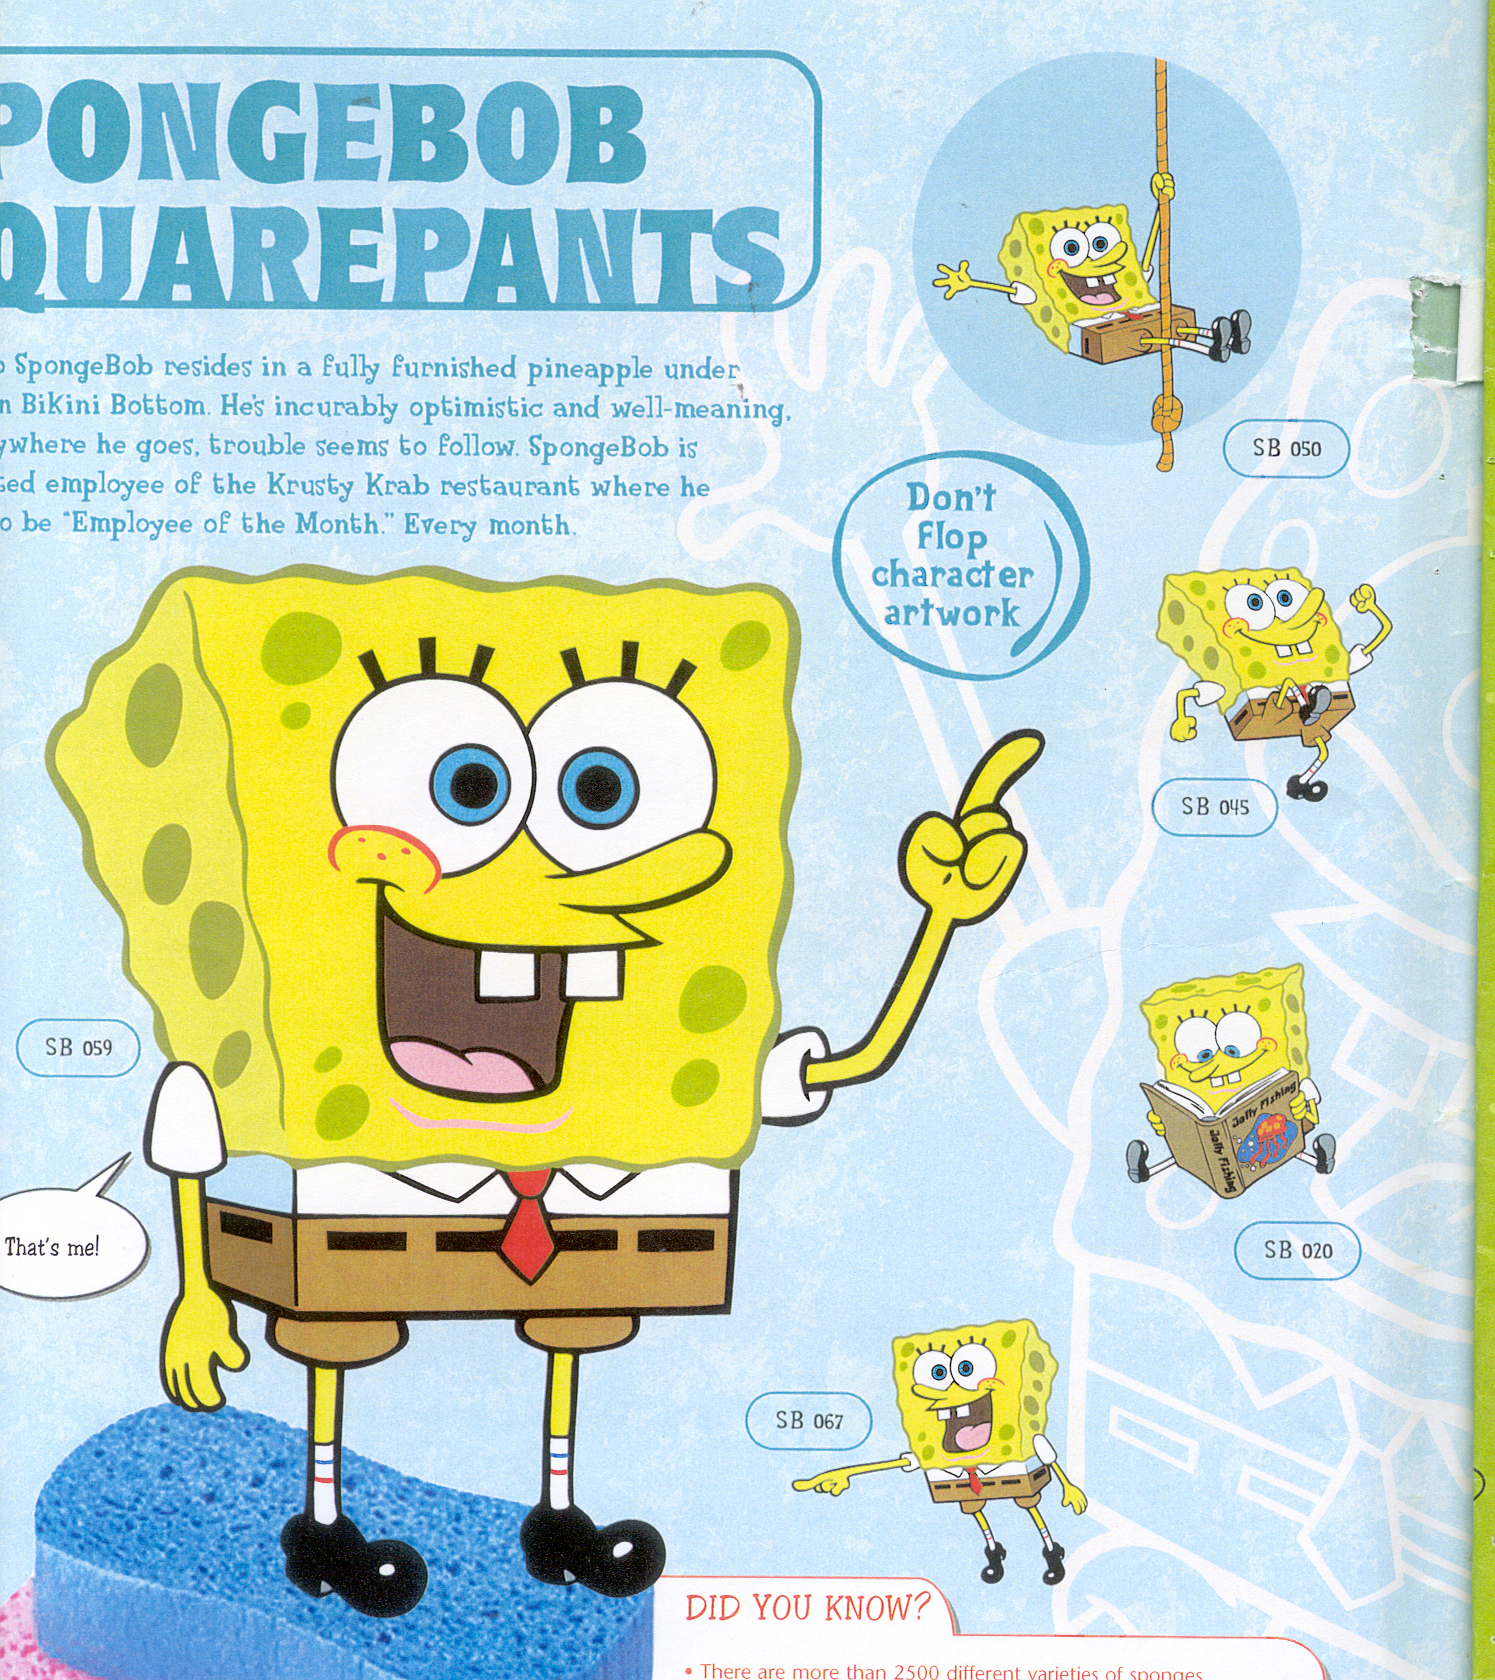 PONGEBOB
QUAREPANTS
SpongeBob resides in a fully furnished pineapple under
n Bikini Bottom. He's incurably optimistic and well-meaning,
ywhere he goes, trouble seems to follow. SpongeBob is
ed employee of the Krusty Krab restaurant where he
o be "Employee of the Month." Every month.
SB 050
Don't
Flop
character
artwork
SB 045
SB 059
Jelly Fishing
Jelly Fishing
That's me!
SB 020
SB 067
DID YOU KNOW?
• There are more than 2500 different varieties of sponges